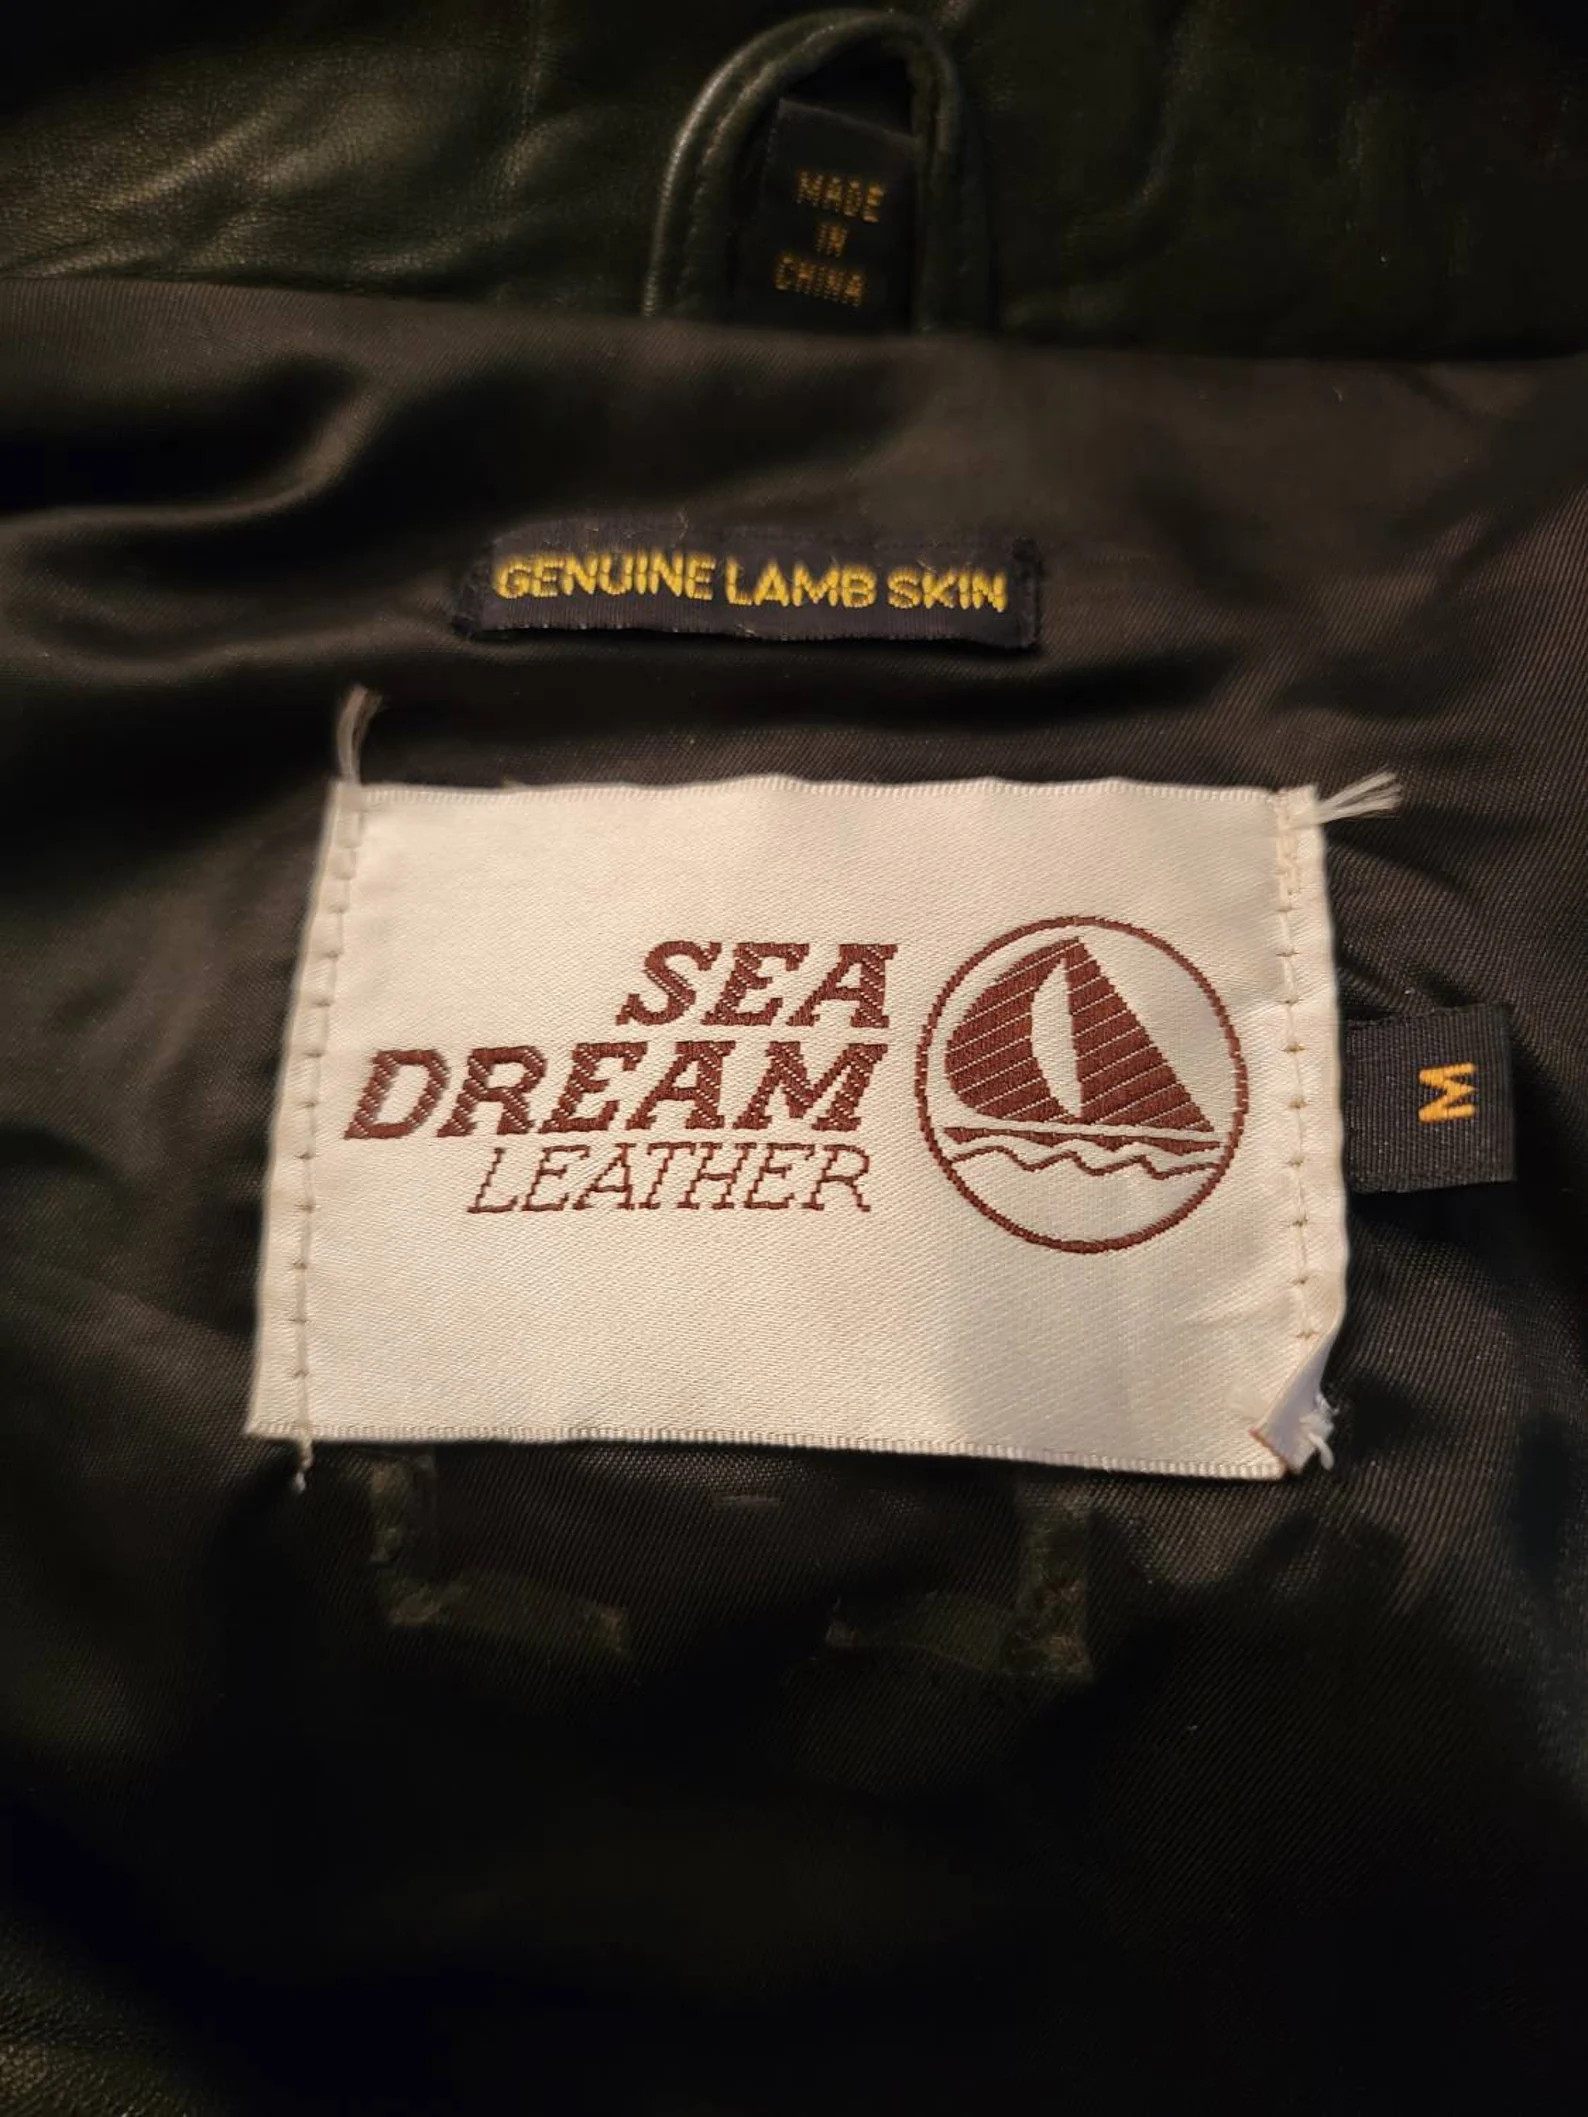 MADE
IN
CHINA
GENUINE LAMB SKIN
SEA
DREAM
LEATHER
M